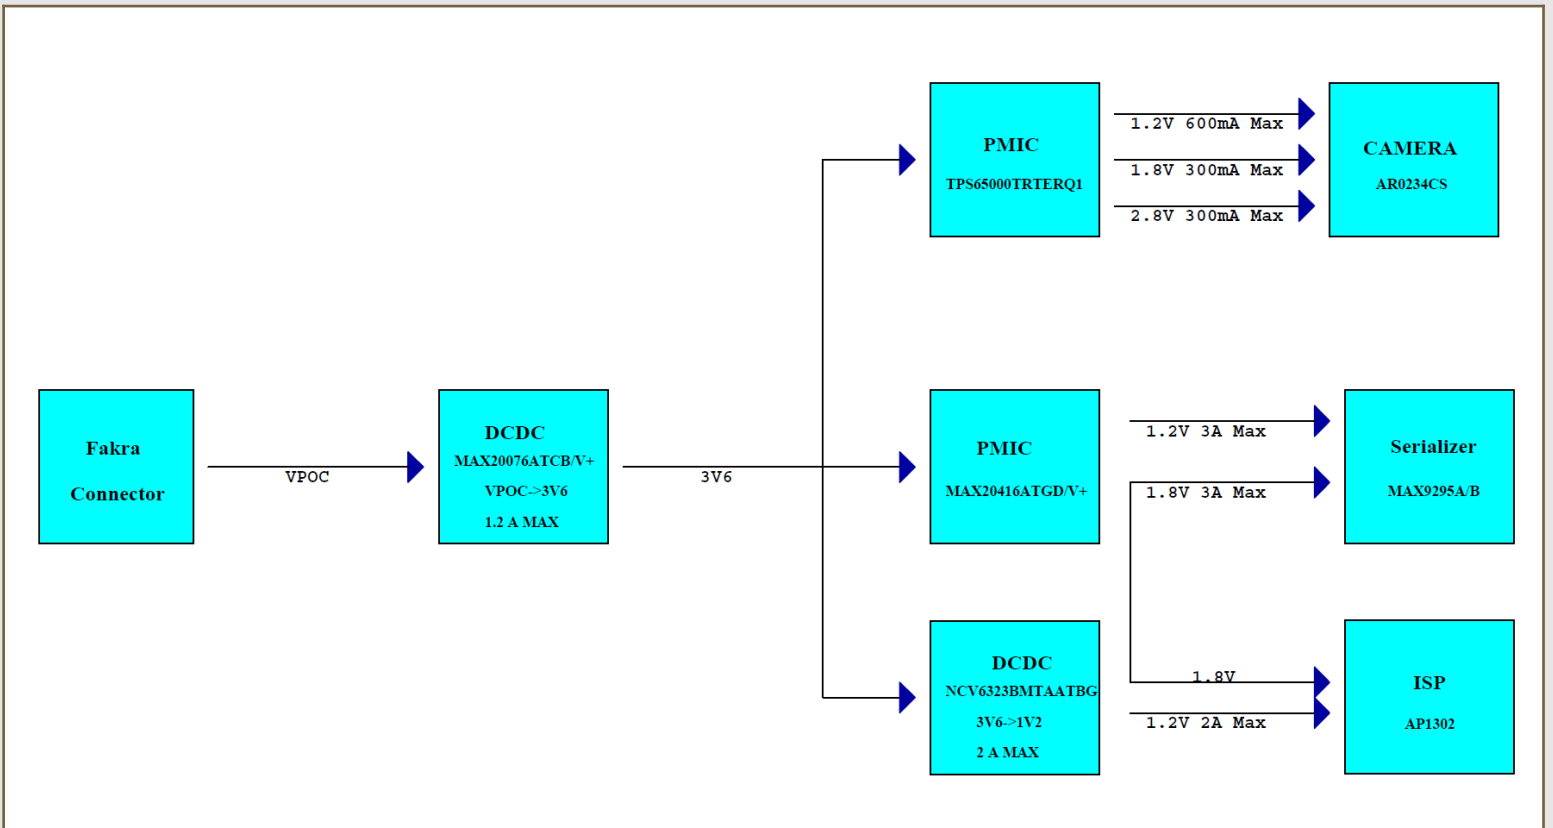 PMIC
TPS65000TRTERQ1
1.2V 600mA Max
1.8V 300mA Max
2.8V 300mA Max
CAMERA
AR0234CS
Fakra
Connector
VPOC
DCDC
MAX20076ATCB/V+
VPOC->3V6
1.2 A MAX
3V6
PMIC
MAX20416ATGD/V+
1.2V 3A Max
1.8V 3A Max
Serializer
MAX9295A/B
DCDC
NCV6323BMTAATBG
3V6->1V2
2 A MAX
1.8V
1.2V 2A Max
ISP
AP1302